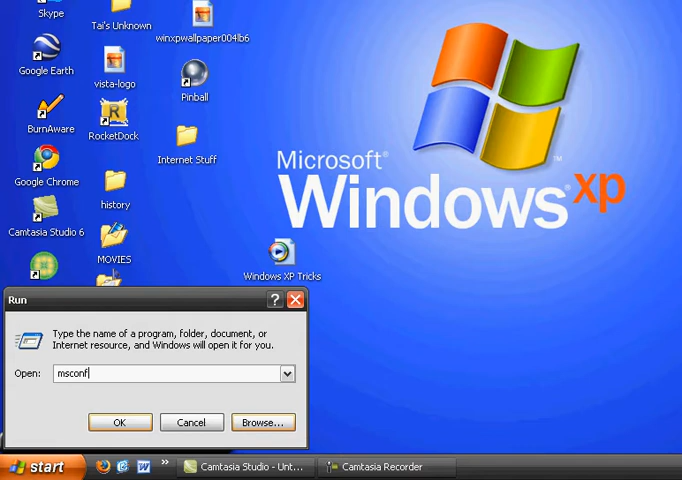 Skype
Tai's Unknown
winxpwallpaper004lb6
Google Earth
vista-logo
Pinball
BurnAware
RocketDock
Internet Stuff
Google Chrome
history
Camtasia Studio 6
MOVIES
Windows XP Tricks
Microsoft®
Windows® xp
TM
Run
Type the name of a program, folder, document, or
Internet resource, and Windows will open it for you.
Open: msconf
OK Cancel Browse...
start
Camtasia Studio - Unt... Camtasia Recorder